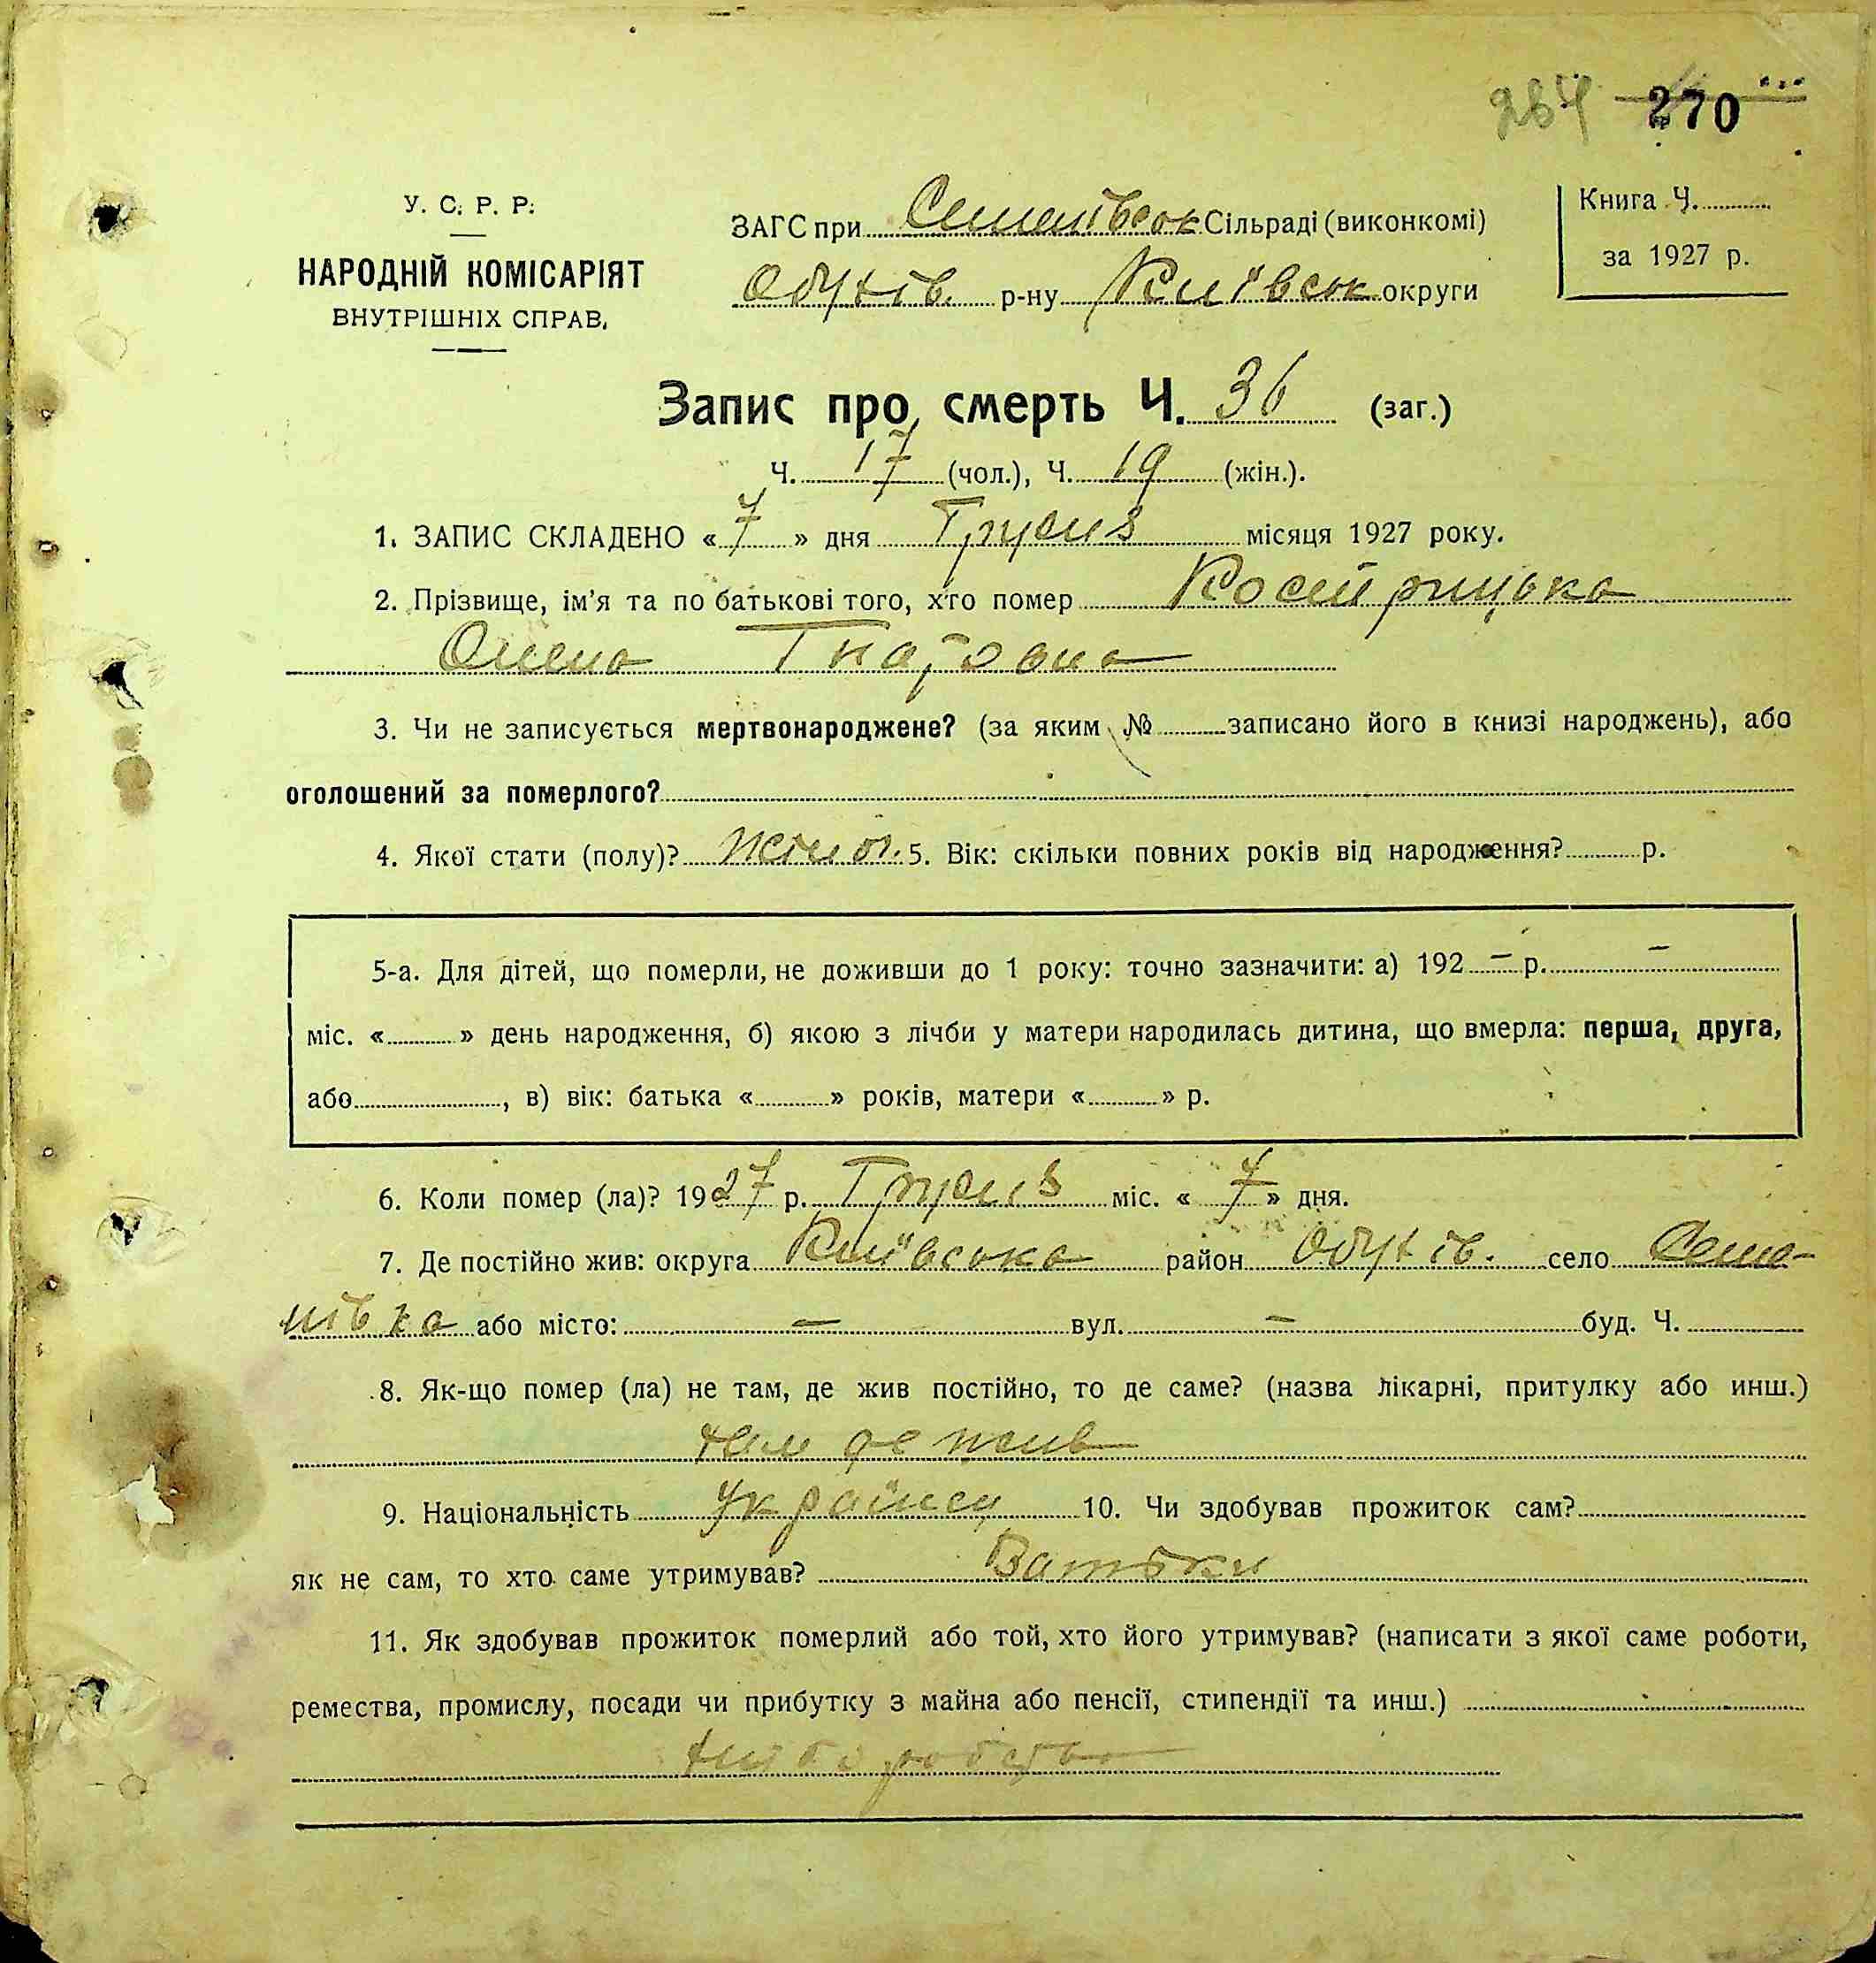 264 270
У. С. Р. Р.
НАРОДНІЙ КОМІСАРІЯТ
ВНУТРІШНІХ СПРАВ.
ЗАГС при Семенівськ Сільраді (виконкомі)
Обухів. р-ну Київськ округи
Книга Ч.
за 1927 р.
Запис про смерть Ч. 36 (заг.)
Ч. 17 (чол.), Ч. 19 (жін.).
1. ЗАПИС СКЛАДЕНО « 7 » дня Грудня місяця 1927 року.
2. Прізвище, ім'я та по батькові того, хто помер Кострицька
Олена Гнатовна
3. Чи не записується мертвонароджене? (за яким № записано його в книзі народжень), або
оголошений за померлого?
4. Якої стати (полу)? жіноч. 5. Вік: скільки повних років від народження? р.
5-а. Для дітей, що померли, не доживши до 1 року: точно зазначити: а) 192 – р. –
міс. « » день народження, б) якою з лічби у матери народилась дитина, що вмерла: перша, друга,
або , в) вік: батька « » років, матери « » р.
6. Коли помер (ла)? 1927 р. Грудня міс. « 7 » дня.
7. Де постійно жив: округа Київська район Обухів. село Семе-
нівка або місто: – вул. – буд. Ч.
8. Як-що помер (ла) не там, де жив постійно, то де саме? (назва лікарні, притулку або инш.)
там де жив
9. Національність Українец 10. Чи здобував прожиток сам?
як не сам, то хто саме утримував? Батьки
11. Як здобував прожиток померлий або той, хто його утримував? (написати з якої саме роботи,
ремества, промислу, посади чи прибутку з майна або пенсії, стипендії та инш.)
хліборобство